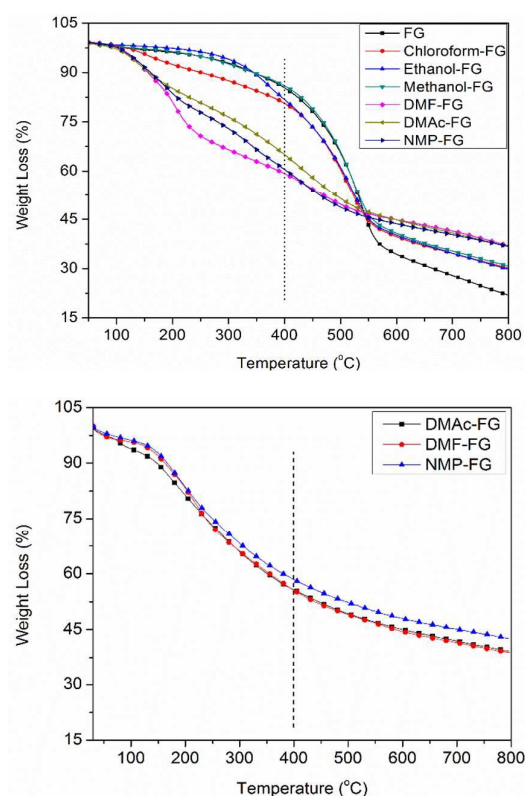 105
90
75
60
45
30
15
Weight Loss (%)
FG
Chloroform-FG
Ethanol-FG
Methanol-FG
DMF-FG
DMAc-FG
NMP-FG
100 200 300 400 500 600 700 800
Temperature (°C)
105
90
75
60
45
30
15
Weight Loss (%)
DMAc-FG
DMF-FG
NMP-FG
100 200 300 400 500 600 700 800
Temperature (°C)